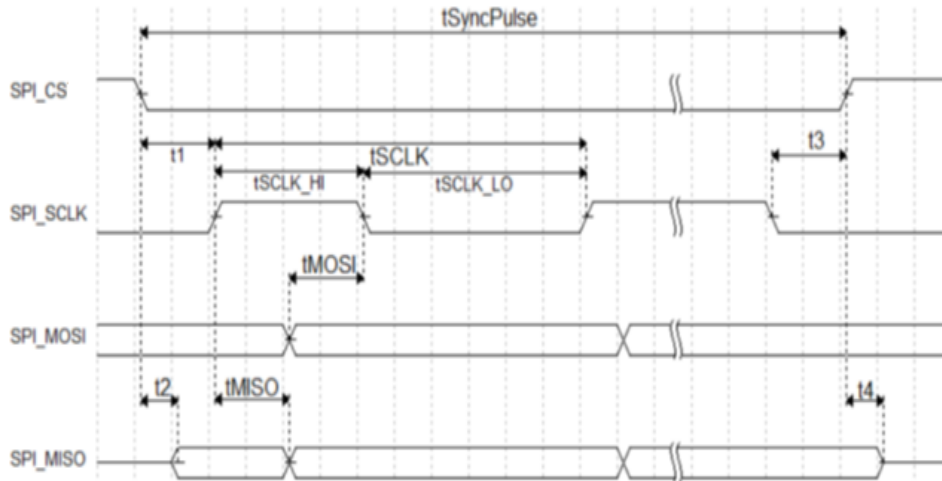 tSyncPulse
SPI_CS
t1
tSCLK
t3
tSCLK_HI
tSCLK_LO
SPI_SCLK
tMOSI
SPI_MOSI
t2
tMISO
t4
SPI_MISO